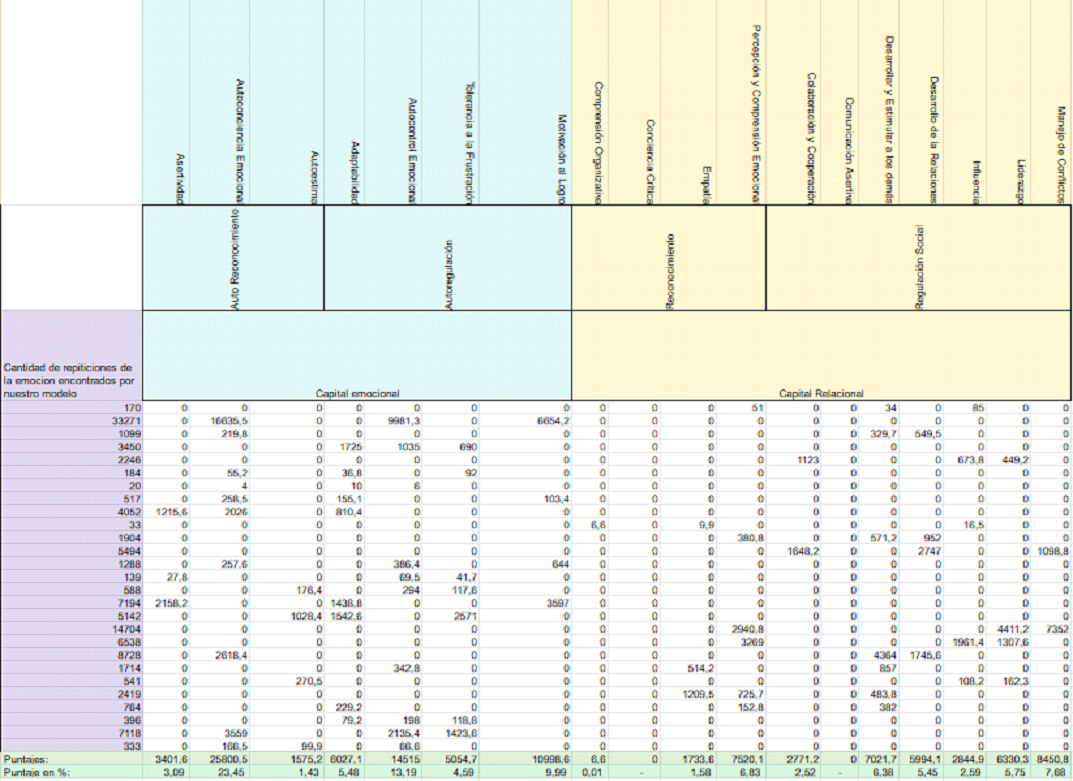 Asertividad
Autoconciencia Emocional
Autoestima
Adaptabilidad
Autocontrol Emocional
Tolerancia a la Frustración
Motivación al Logro
Comprensión Organizativa
Conciencia Crítica
Empatía
Percepción y Comprensión Emocional
Colaboración y Cooperación
Comunicación Asertiva
Desarrollar y Estimular a los demás
Desarrollo de la Relaciones
Influencia
Liderazgo
Manejo de Conflictos
Auto Reconocimiento
Autoregulación
Reconocimiento
Regulación Social
Cantidad de repiticiones de
la emocion encontrados por
nuestro modelo
Capital emocional
Capital Relacional
170 0 0 0 0 0 0 0 0 0 0 51 0 0 34 0 85 0 0
33271 0 16635,5 0 0 9981,3 0 6654,2 0 0 0 0 0 0 0 0 0 0 0
1099 0 219,8 0 0 0 0 0 0 0 0 0 0 0 329,7 549,5 0 0 0
3450 0 0 0 1725 1035 690 0 0 0 0 0 0 0 0 0 0 0 0
2246 0 0 0 0 0 0 0 0 0 0 0 1123 0 0 0 673,8 449,2 0
184 0 55,2 0 36,8 0 92 0 0 0 0 0 0 0 0 0 0 0 0
20 0 4 0 10 6 0 0 0 0 0 0 0 0 0 0 0 0 0
517 0 258,5 0 155,1 0 0 103,4 0 0 0 0 0 0 0 0 0 0 0
4052 1215,6 2026 0 810,4 0 0 0 0 0 0 0 0 0 0 0 0 0 0
33 0 0 0 0 0 0 0 6,6 0 9,9 0 0 0 0 0 16,5 0 0
1904 0 0 0 0 0 0 0 0 0 0 380,8 0 0 571,2 952 0 0 0
5494 0 0 0 0 0 0 0 0 0 0 0 1648,2 0 0 2747 0 0 1098,8
1288 0 257,6 0 0 386,4 0 644 0 0 0 0 0 0 0 0 0 0 0
139 27,8 0 0 0 69,5 41,7 0 0 0 0 0 0 0 0 0 0 0 0
588 0 0 176,4 0 294 117,6 0 0 0 0 0 0 0 0 0 0 0 0
7194 2158,2 0 0 1438,8 0 0 3597 0 0 0 0 0 0 0 0 0 0 0
5142 0 0 1028,4 1542,6 0 2571 0 0 0 0 0 0 0 0 0 0 0 0
14704 0 0 0 0 0 0 0 0 0 0 2940,8 0 0 0 0 0 4411,2 7352
6538 0 0 0 0 0 0 0 0 0 0 3269 0 0 0 0 1961,4 1307,6 0
8728 0 2618,4 0 0 0 0 0 0 0 0 0 0 0 4364 1745,6 0 0 0
1714 0 0 0 0 342,8 0 0 0 0 514,2 0 0 0 857 0 0 0 0
541 0 0 270,5 0 0 0 0 0 0 0 0 0 0 0 0 108,2 162,3 0
2419 0 0 0 0 0 0 0 0 0 1209,5 725,7 0 0 483,8 0 0 0 0
764 0 0 0 229,2 0 0 0 0 0 0 152,8 0 0 382 0 0 0 0
396 0 0 0 79,2 198 118,8 0 0 0 0 0 0 0 0 0 0 0 0
7118 0 3559 0 0 2135,4 1423,6 0 0 0 0 0 0 0 0 0 0 0 0
333 0 166,5 99,9 0 66,6 0 0 0 0 0 0 0 0 0 0 0 0 0
Puntajes: 3401,6 25800,5 1575,2 6027,1 14515 5054,7 10998,6 6,6 0 1733,6 7520,1 2771,2 0 7021,7 5994,1 2844,9 6330,3 8450,8
Puntaje en %: 3,09 23,45 1,43 5,48 13,19 4,59 9,99 0,01 - 1,58 6,83 2,52 - 6,38 5,45 2,59 5,75 7,68